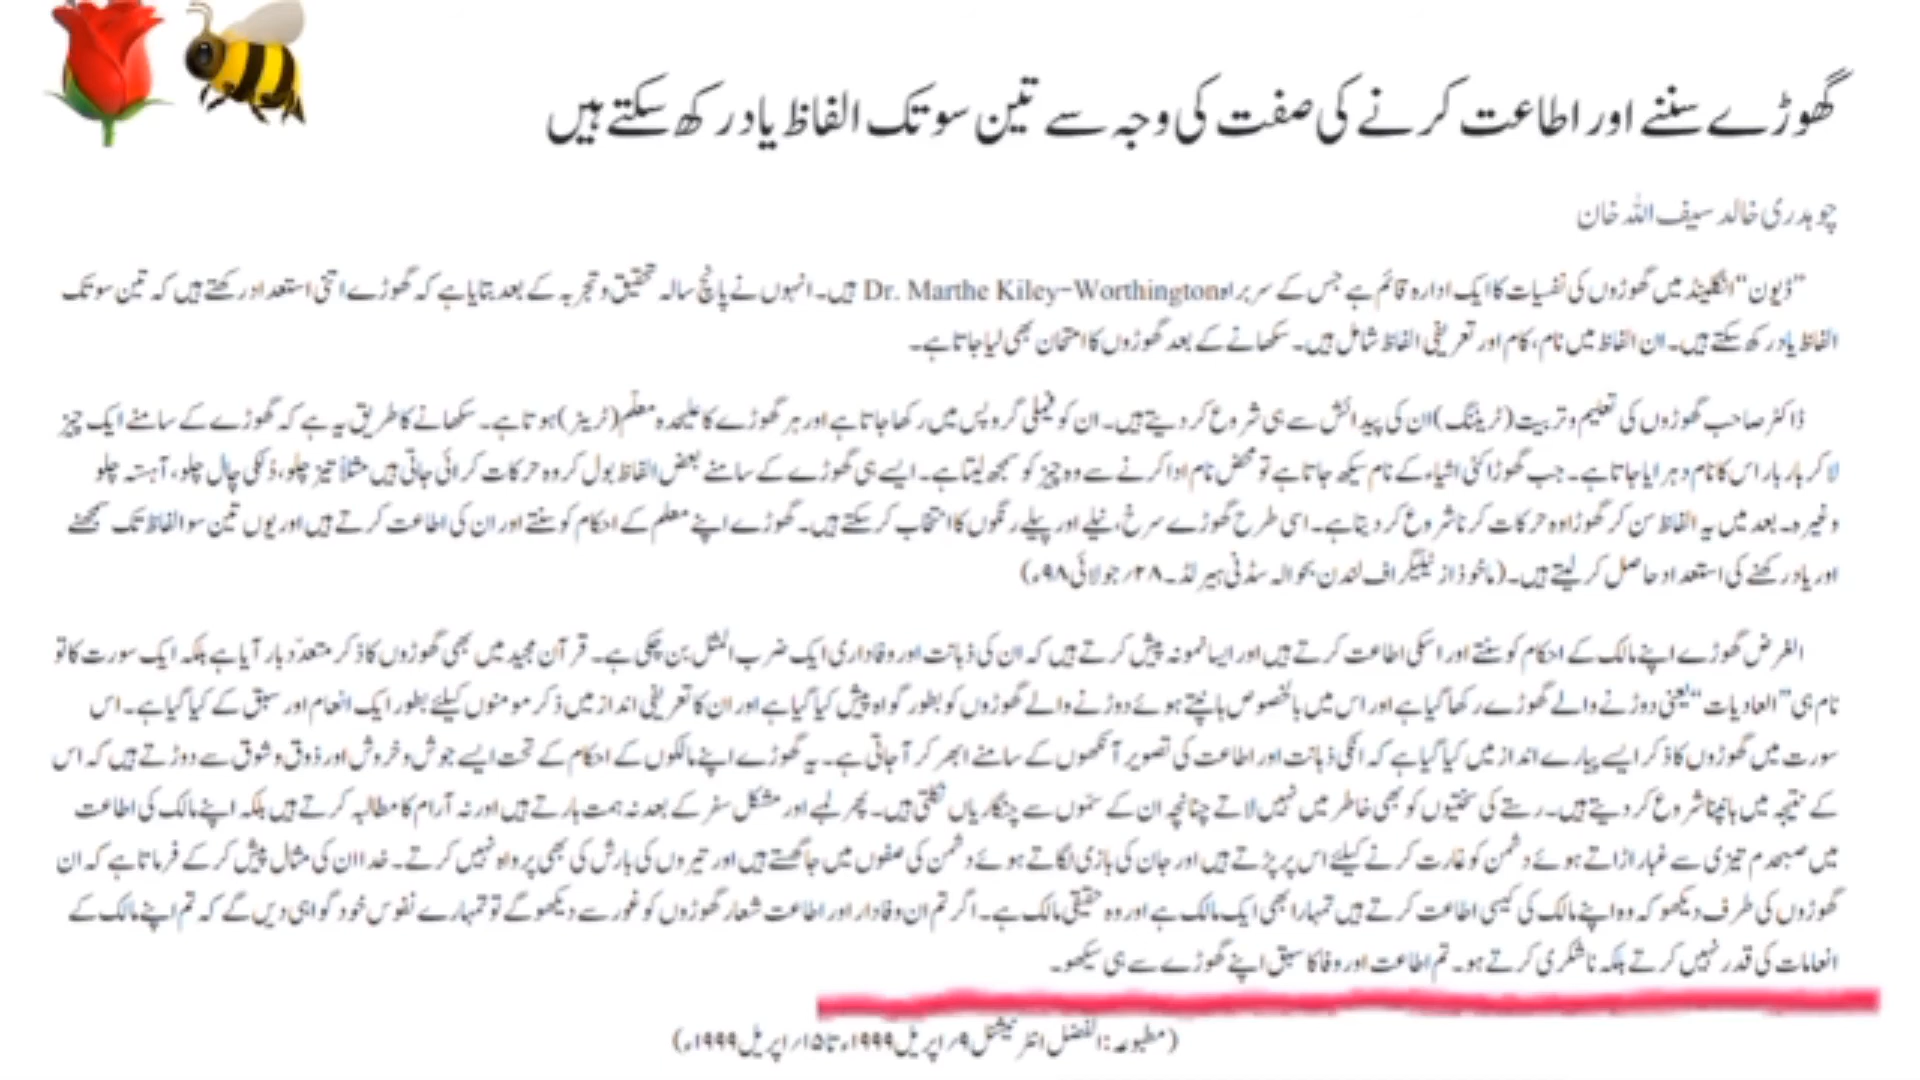 گھوڑے سننے اور اطاعت کرنے کی صفت کی وجہ سے تین سو تک الفاظ یاد رکھ سکتے ہیں
چوہدری خالد سیف اللہ خان
”ڈیون“ انگلینڈ میں گھوڑوں کی نفسیات کا ایک ادارہ قائم ہے جس کے سربراہ Dr. Marthe Kiley-Worthington ہیں۔ انہوں نے پانچ سالہ تحقیق و تجربہ کے بعد بتایا ہے کہ گھوڑے اتنی استعداد رکھتے ہیں کہ تین سو تک
الفاظ یاد رکھ سکتے ہیں۔ ان الفاظ میں نام، کام اور تعریفی الفاظ شامل ہیں۔ سکھانے کے بعد گھوڑوں کا امتحان بھی لیا جاتا ہے۔
ڈاکٹر صاحب گھوڑوں کی تعلیم و تربیت (ٹریننگ) ان کی پیدائش سے ہی شروع کر دیتے ہیں۔ ان کو فیملی گروپس میں رکھا جاتا ہے اور ہر گھوڑے کا علیحدہ معلّم (ٹرینر) ہوتا ہے۔ سکھانے کا طریق یہ ہے کہ گھوڑے کے سامنے ایک چیز
لا کر بار بار اس کا نام دہرایا جاتا ہے۔ جب گھوڑا کئی اشیاء کے نام سیکھ جاتا ہے تو محض نام ادا کرنے سے وہ چیز کو سمجھ لیتا ہے۔ ایسے ہی گھوڑے کے سامنے بعض الفاظ بول کر وہ حرکات کرائی جاتی ہیں مثلاً تیز چلو، دُلکی چال چلو، آہستہ چلو
وغیرہ۔ بعد میں یہ الفاظ سن کر گھوڑا وہ حرکات کرنا شروع کر دیتا ہے۔ اسی طرح گھوڑے سرخ، نیلے اور پیلے رنگوں کا انتخاب کر سکتے ہیں۔ گھوڑے اپنے معلم کے احکام کو سنتے اور ان کی اطاعت کرتے ہیں اور یوں تین سو الفاظ تک سمجھنے
اور یاد رکھنے کی استعداد حاصل کر لیتے ہیں۔ (ماخوذ از ٹیلیگراف لندن بحوالہ سڈنی ہیرلڈ۔ ۲۸؍ جولائی ۹۸ء)
الغرض گھوڑے اپنے مالک کے احکام کو سنتے اور اسکی اطاعت کرتے ہیں اور ایسا نمونہ پیش کرتے ہیں کہ ان کی ذہانت اور وفاداری ایک ضرب المثل بن چکی ہے۔ قرآن مجید میں بھی گھوڑوں کا ذکر متعدّد بار آیا ہے بلکہ ایک سورت کا تو
نام ہی ”العادیات“ یعنی دوڑنے والے گھوڑے رکھا گیا ہے اور اس میں بالخصوص ہانپتے ہوئے دوڑنے والے گھوڑوں کو بطور گواہ پیش کیا گیا ہے اور ان کا تعریفی انداز میں ذکر مومنوں کیلئے بطور ایک انعام اور سبق کے کیا گیا ہے۔ اس
سورت میں گھوڑوں کا ذکر ایسے پیارے انداز میں کیا گیا ہے کہ انکی ذہانت اور اطاعت کی تصویر آنکھوں کے سامنے ابھر کر آ جاتی ہے۔ یہ گھوڑے اپنے مالکوں کے احکام کے تحت ایسے جوش و خروش اور ذوق و شوق سے دوڑتے ہیں کہ اس
کے نتیجہ میں ہانپنا شروع کر دیتے ہیں۔ رستے کی سختیوں کو بھی خاطر میں نہیں لاتے چنانچہ ان کے سُموں سے چنگاریاں نکلتی ہیں۔ پھر لمبے اور مشکل سفر کے بعد نہ ہمت ہارتے ہیں اور نہ آرام کا مطالبہ کرتے ہیں بلکہ اپنے مالک کی اطاعت
میں صبحدم تیزی سے غبار اڑاتے ہوئے دشمن کو غارت کرنے کیلئے اس پر پڑتے ہیں اور جان کی بازی لگاتے ہوئے دشمن کی صفوں میں جا گھستے ہیں اور تیروں کی بارش کی بھی پرواہ نہیں کرتے۔ خدا ان کی مثال پیش کر کے فرماتا ہے کہ ان
گھوڑوں کی طرف دیکھو کہ وہ اپنے مالک کی کیسی اطاعت کرتے ہیں تمہارا بھی ایک مالک ہے اور وہ حقیقی مالک ہے۔ اگر تم ان وفادار اور اطاعت شعار گھوڑوں کو غور سے دیکھو گے تو تمہارے نفوس خود گواہی دیں گے کہ تم اپنے مالک کے
انعامات کی قدر نہیں کرتے بلکہ ناشکری کرتے ہو۔ تم اطاعت اور وفا کا سبق اپنے گھوڑے سے ہی سیکھو۔
(مطبوعہ: الفضل انٹرنیشنل ۹؍ اپریل ۱۹۹۹ء تا ۱۵؍ اپریل ۱۹۹۹ء)